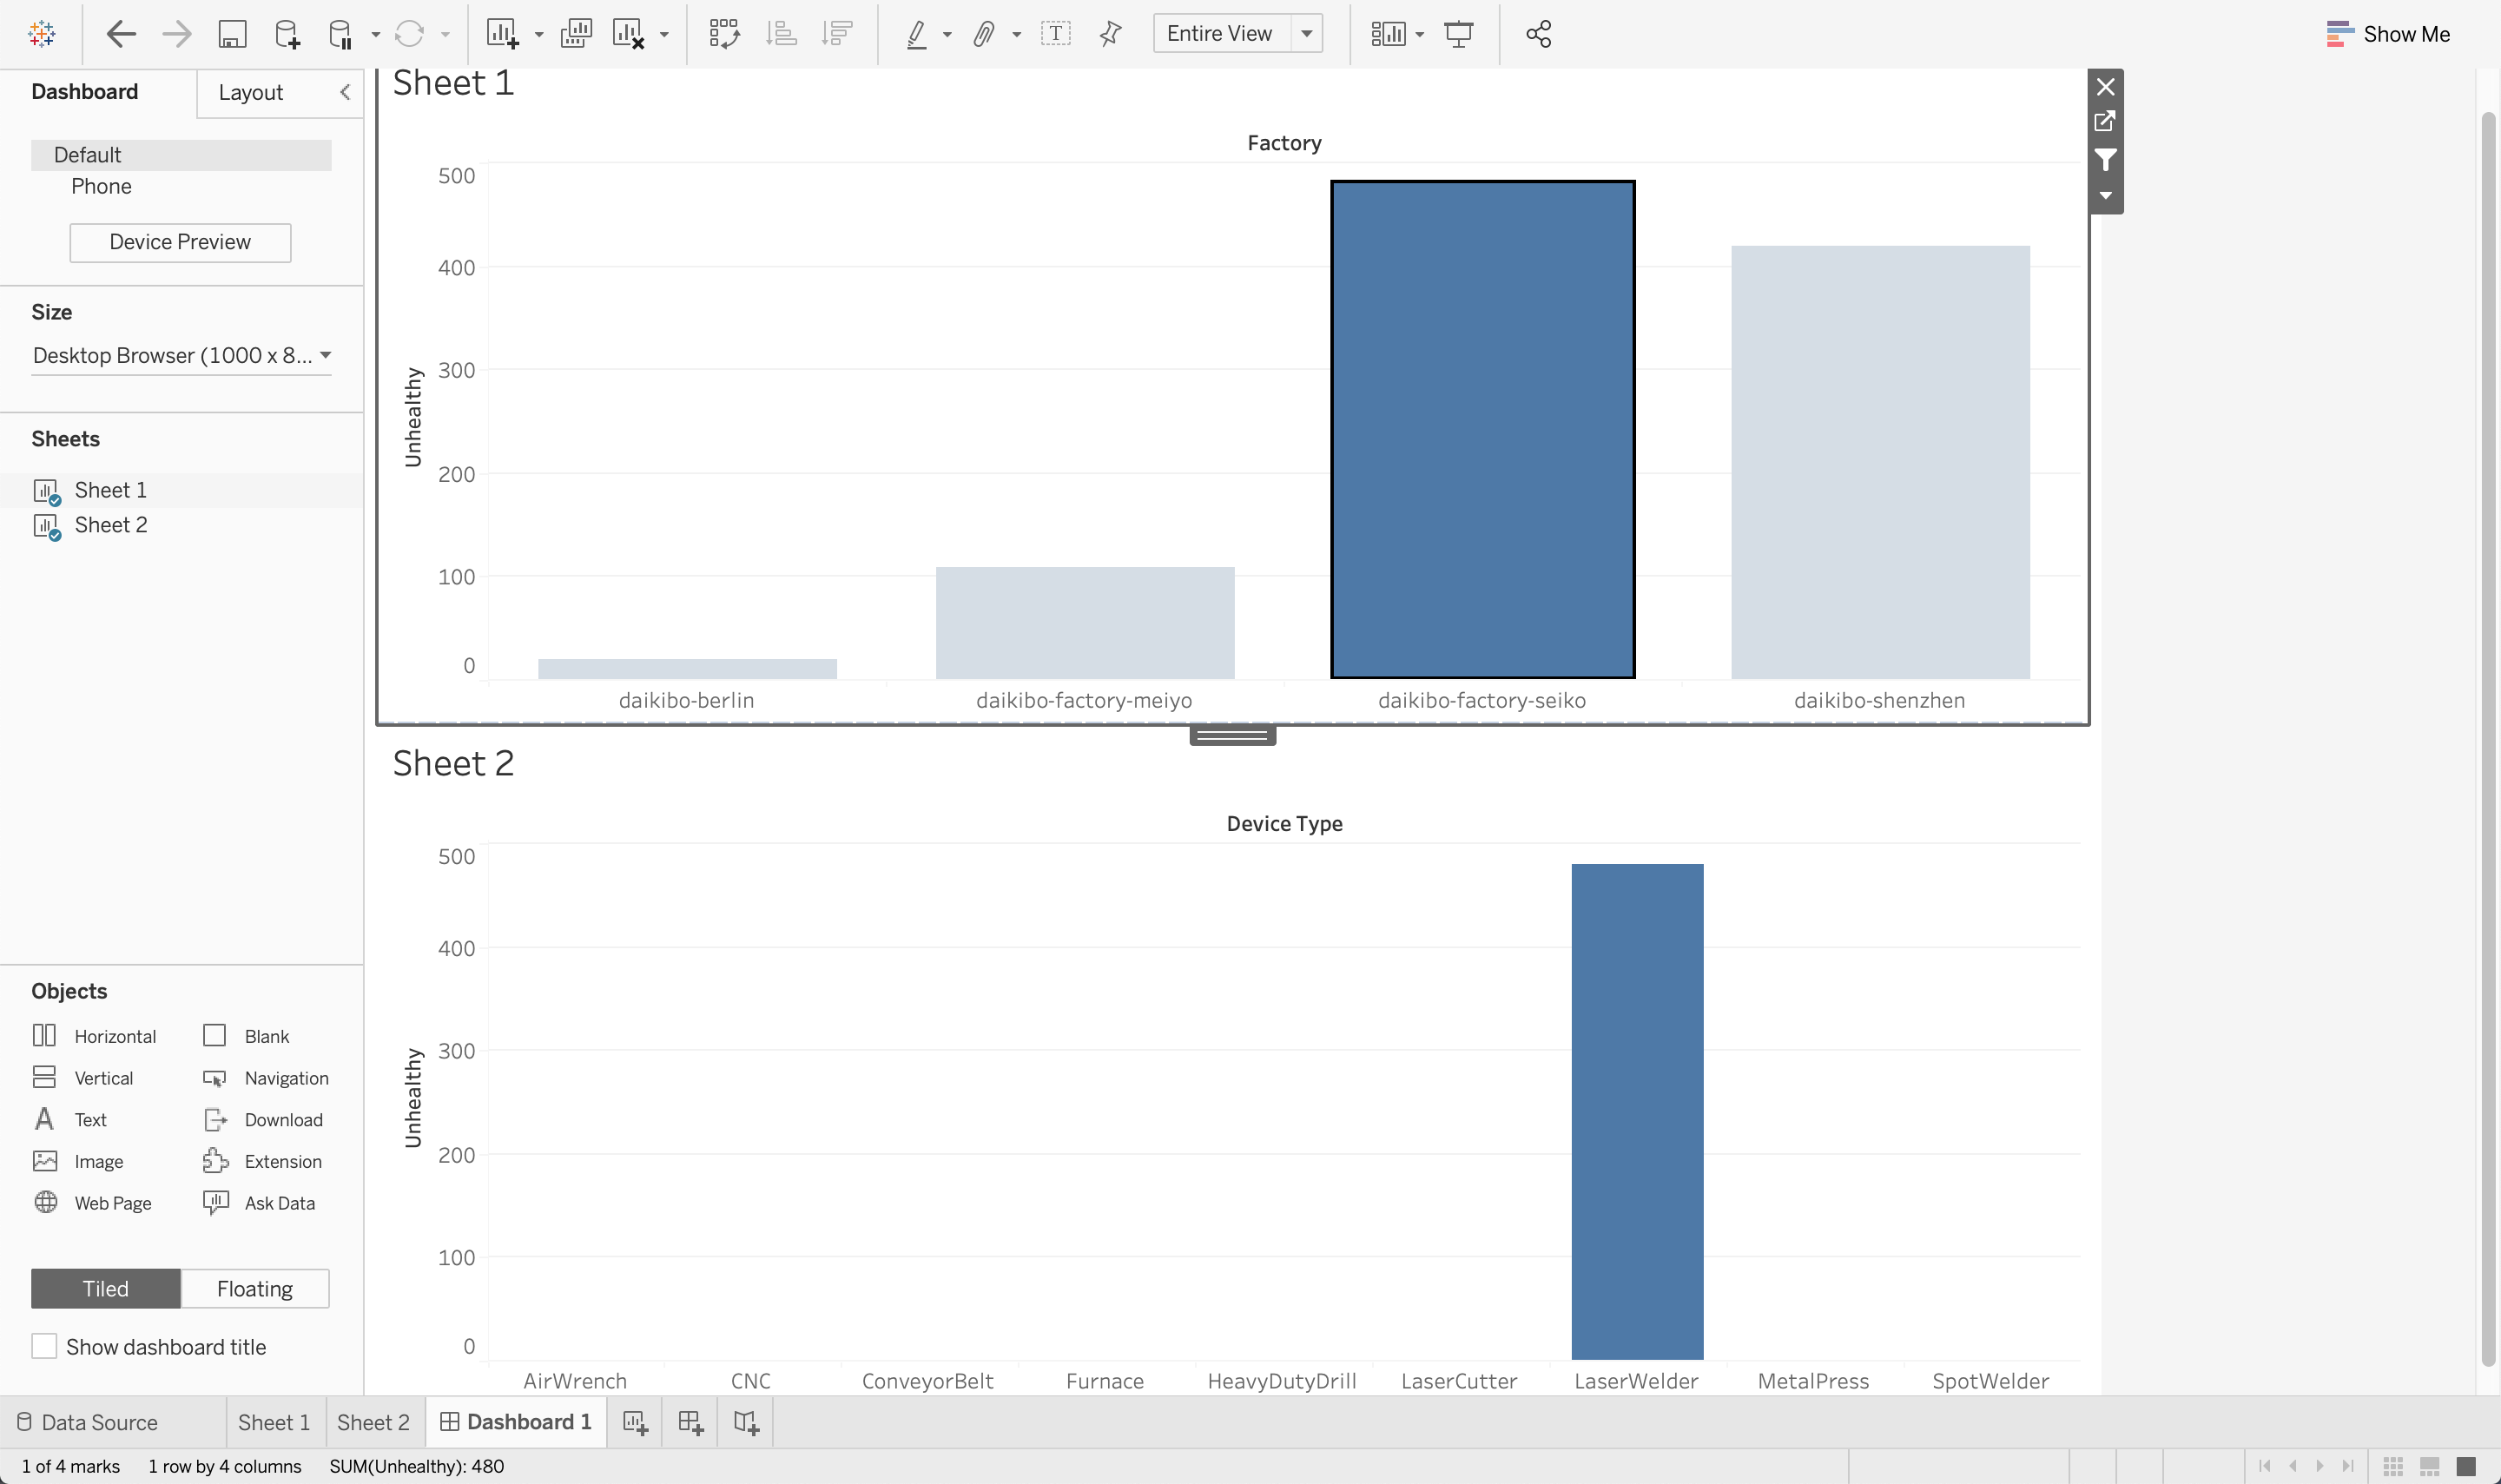 Entire View
Show Me
Dashboard
Layout
Default
Phone
Device Preview
Size
Desktop Browser (1000 x 8...
Sheets
Sheet 1
Sheet 2
Objects
Horizontal
Blank
Vertical
Navigation
Text
Download
Image
Extension
Web Page
Ask Data
Tiled
Floating
Show dashboard title
Sheet 1
Factory
Unhealthy
500
400
300
200
100
0
daikibo-berlin
daikibo-factory-meiyo
daikibo-factory-seiko
daikibo-shenzhen
Sheet 2
Device Type
Unhealthy
500
400
300
200
100
0
AirWrench
CNC
ConveyorBelt
Furnace
HeavyDutyDrill
LaserCutter
LaserWelder
MetalPress
SpotWelder
Data Source
Sheet 1
Sheet 2
Dashboard 1
1 of 4 marks
1 row by 4 columns
SUM(Unhealthy): 480